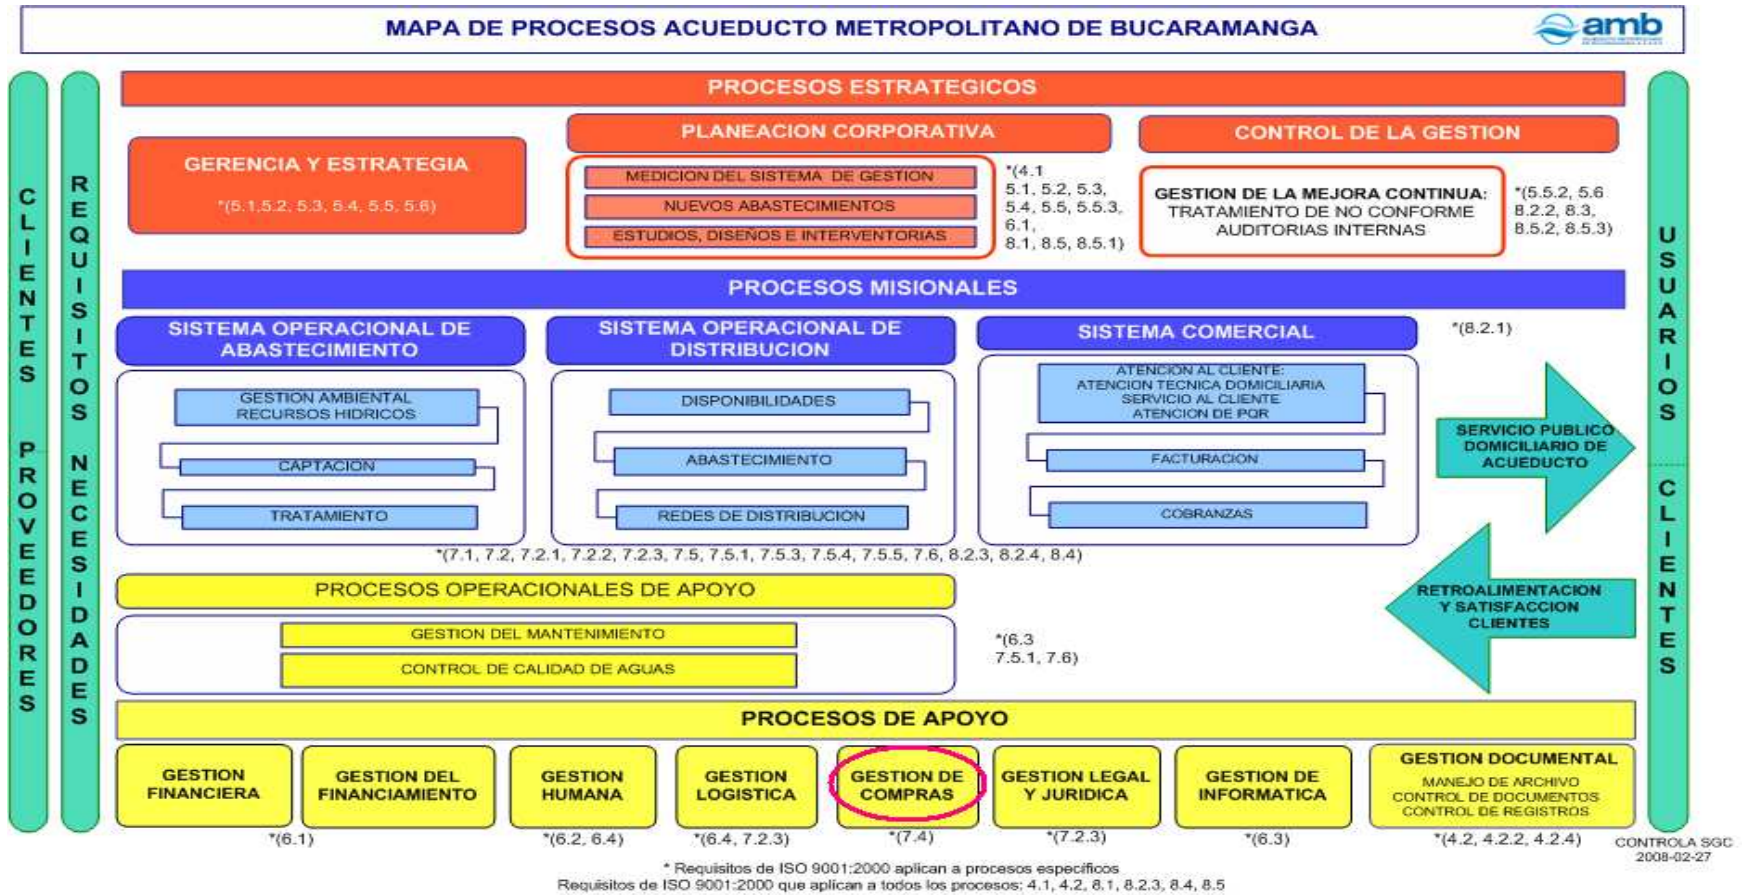 MAPA DE PROCESOS ACUEDUCTO METROPOLITANO DE BUCARAMANGA
amb
CLIENTES PROVEEDORES
REQUISITOS NECESIDADES
PROCESOS ESTRATEGICOS
GERENCIA Y ESTRATEGIA
*(5.1,5.2, 5.3, 5.4, 5.5, 5.6)
PLANEACION CORPORATIVA
MEDICION DEL SISTEMA DE GESTION
NUEVOS ABASTECIMIENTOS
ESTUDIOS, DISEÑOS E INTERVENTORIAS
*(4.1
5.1, 5.2, 5.3,
5.4, 5.5, 5.5.3,
6.1,
8.1, 8.5, 8.5.1)
CONTROL DE LA GESTION
GESTION DE LA MEJORA CONTINUA:
TRATAMIENTO DE NO CONFORME
AUDITORIAS INTERNAS
*(5.5.2, 5.6
8.2.2, 8.3,
8.5.2, 8.5.3)
PROCESOS MISIONALES
SISTEMA OPERACIONAL DE
ABASTECIMIENTO
GESTION AMBIENTAL
RECURSOS HIDRICOS
CAPTACION
TRATAMIENTO
SISTEMA OPERACIONAL DE
DISTRIBUCION
DISPONIBILIDADES
ABASTECIMIENTO
REDES DE DISTRIBUCION
SISTEMA COMERCIAL
*(8.2.1)
ATENCION AL CLIENTE:
ATENCION TECNICA DOMICILIARIA
SERVICIO AL CLIENTE
ATENCION DE PQR
FACTURACION
COBRANZAS
*(7.1, 7.2, 7.2.1, 7.2.2, 7.2.3, 7.5, 7.5.1, 7.5.3, 7.5.4, 7.5.5, 7.6, 8.2.3, 8.2.4, 8.4)
SERVICIO PUBLICO
DOMICILIARIO DE
ACUEDUCTO
RETROALIMENTACION
Y SATISFACCION
CLIENTES
USUARIOS CLIENTES
PROCESOS OPERACIONALES DE APOYO
GESTION DEL MANTENIMIENTO
CONTROL DE CALIDAD DE AGUAS
*(6.3
7.5.1, 7.6)
PROCESOS DE APOYO
GESTION
FINANCIERA
GESTION DEL
FINANCIAMIENTO
*(6.1)
GESTION
HUMANA
*(6.2, 6.4)
GESTION
LOGISTICA
*(6.4, 7.2.3)
GESTION DE
COMPRAS
*(7.4)
GESTION LEGAL
Y JURIDICA
*(7.2.3)
GESTION DE
INFORMATICA
*(6.3)
GESTION DOCUMENTAL
MANEJO DE ARCHIVO
CONTROL DE DOCUMENTOS
CONTROL DE REGISTROS
*(4.2, 4.2.2, 4.2.4)
CONTROLA SGC
2008-02-27
* Requisitos de ISO 9001:2000 aplican a procesos específicos
Requisitos de ISO 9001:2000 que aplican a todos los procesos: 4.1, 4.2, 8.1, 8.2.3, 8.4, 8.5